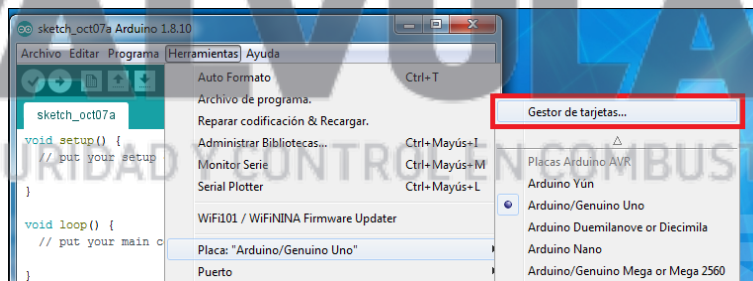 ALVULA
sketch_oct07a Arduino 1.8.10
Archivo Editar Programa Herramientas Ayuda
sketch_oct07a
void setup() {
// put your setup
}
void loop() {
// put your main c
}
Auto Formato Ctrl+T
Archivo de programa.
Reparar codificación & Recargar.
Administrar Bibliotecas... Ctrl+Mayús+I
Monitor Serie Ctrl+Mayús+M
Serial Plotter Ctrl+Mayús+L
WiFi101 / WiFiNINA Firmware Updater
Placa: "Arduino/Genuino Uno"
Puerto
Gestor de tarjetas...
Placas Arduino AVR
Arduino Yún
Arduino/Genuino Uno
Arduino Duemilanove or Diecimila
Arduino Nano
Arduino/Genuino Mega or Mega 2560
URIDAD Y CONTROL EN COMBUST